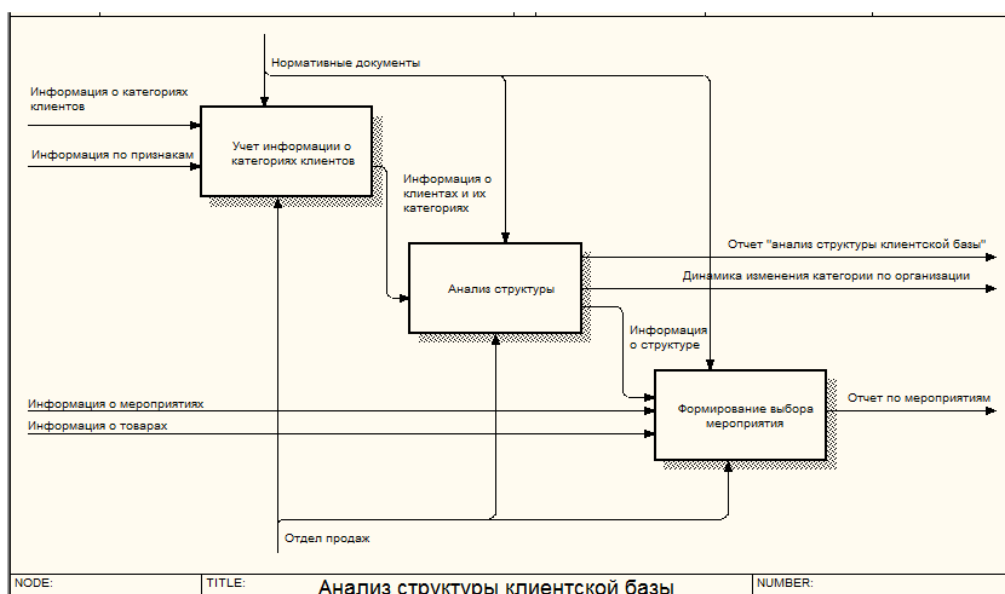 Нормативные документы
Информация о категориях
клиентов
Учет информации о
категориях клиентов
Информация по признакам
Информация о
клиентах и их
категориях
Отчет "анализ структуры клиентской базы"
Динамика изменения категории по организации
Анализ структуры
Информация
о структуре
Информация о мероприятиях
Информация о товарах
Формирование выбора
мероприятия
Отчет по мероприятиям
Отдел продаж
NODE:
TITLE:
Анализ структуры клиентской базы
NUMBER: